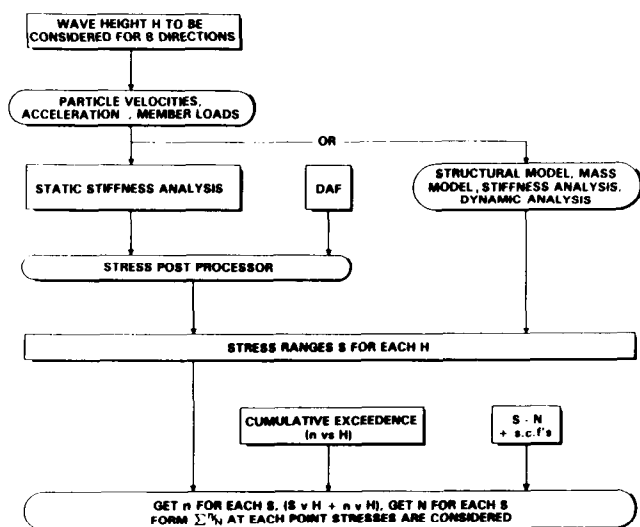 WAVE HEIGHT H TO BE
CONSIDERED FOR 8 DIRECTIONS
PARTICLE VELOCITIES,
ACCELERATION , MEMBER LOADS
OR
STATIC STIFFNESS ANALYSIS
DAF
STRUCTURAL MODEL, MASS
MODEL, STIFFNESS ANALYSIS,
DYNAMIC ANALYSIS
STRESS POST PROCESSOR
STRESS RANGES S FOR EACH H
CUMULATIVE EXCEEDENCE
(n vs H)
S - N
+ s.c.f's
GET n FOR EACH S, (S v H + n v H), GET N FOR EACH S
FORM Σ n/N AT EACH POINT STRESSES ARE CONSIDERED